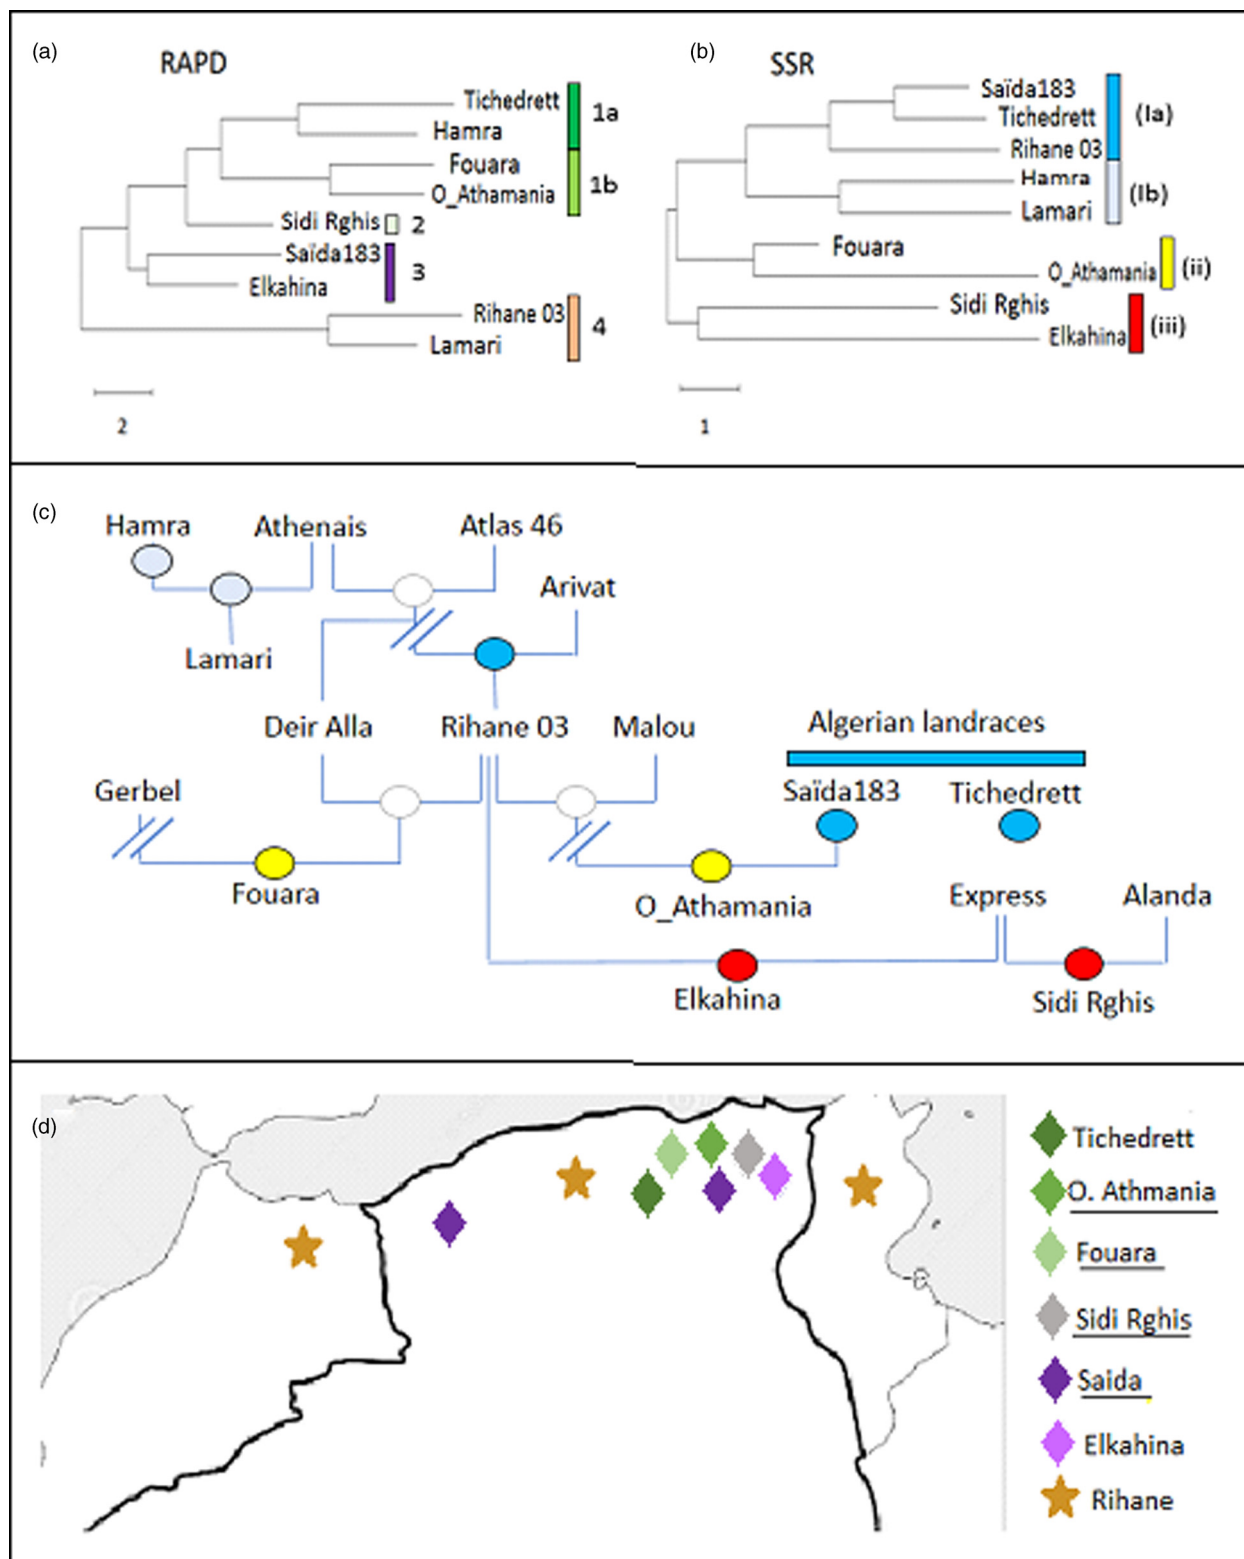 (a)
RAPD
Tichedrett
Hamra
1a
Fouara
O_Athamania
1b
Sidi Rghis
2
Saïda183
Elkahina
3
Rihane 03
Lamari
4
2
(b)
SSR
Saïda183
Tichedrett
Rihane 03
(Ia)
Hamra
Lamari
(Ib)
Fouara
O_Athamania
(ii)
Sidi Rghis
Elkahina
(iii)
1
(c)
Hamra
Athenais
Atlas 46
Arivat
Lamari
Deir Alla
Rihane 03
Malou
Algerian landraces
Gerbel
Saïda183
Tichedrett
Fouara
O_Athamania
Express
Alanda
Elkahina
Sidi Rghis
(d)
Tichedrett
O. Athmania
Fouara
Sidi Rghis
Saida
Elkahina
Rihane